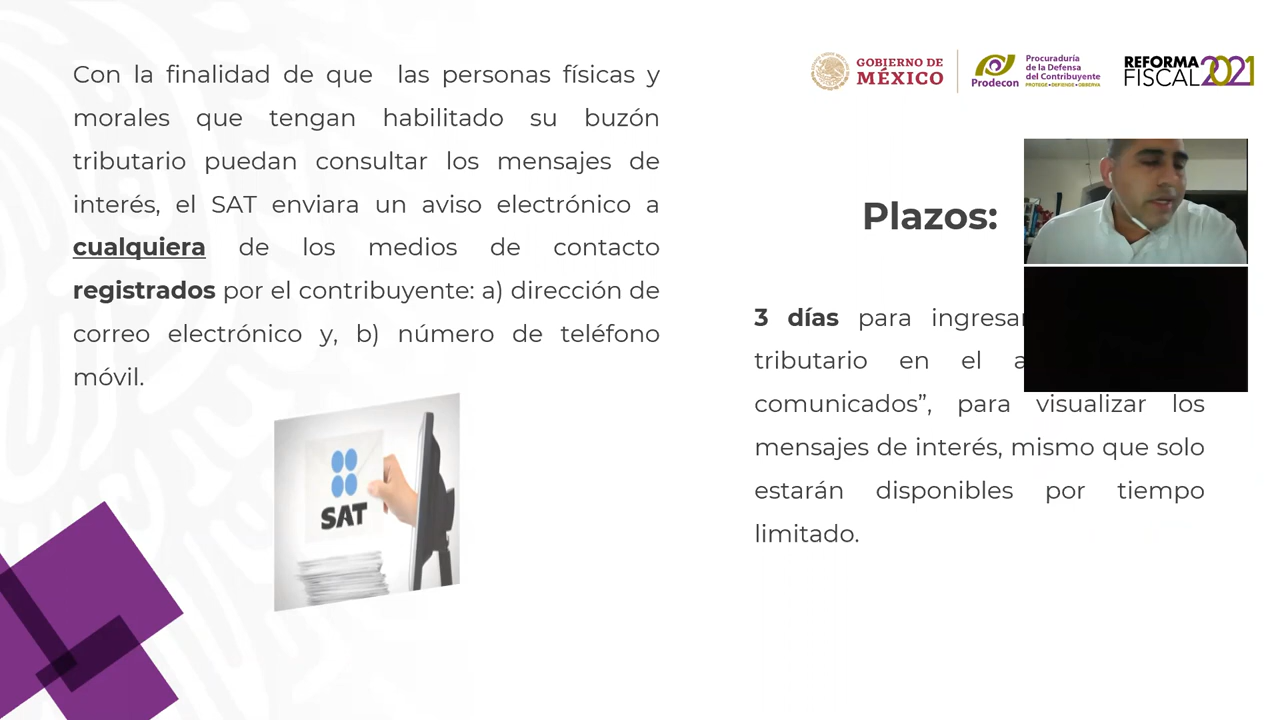 Con la finalidad de que las personas físicas y
morales que tengan habilitado su buzón
tributario puedan consultar los mensajes de
interés, el SAT enviara un aviso electrónico a
cualquiera de los medios de contacto
registrados por el contribuyente: a) dirección de
correo electrónico y, b) número de teléfono
móvil.
SAT
GOBIERNO DE
MÉXICO
Prodecon
Procuraduría
de la Defensa
del Contribuyente
PROTEGE • DEFIENDE • OBSERVA
REFORMA
FISCAL 2021
Plazos:
3 días para ingresar
tributario en el
comunicados”, para visualizar los
mensajes de interés, mismo que solo
estarán disponibles por tiempo
limitado.